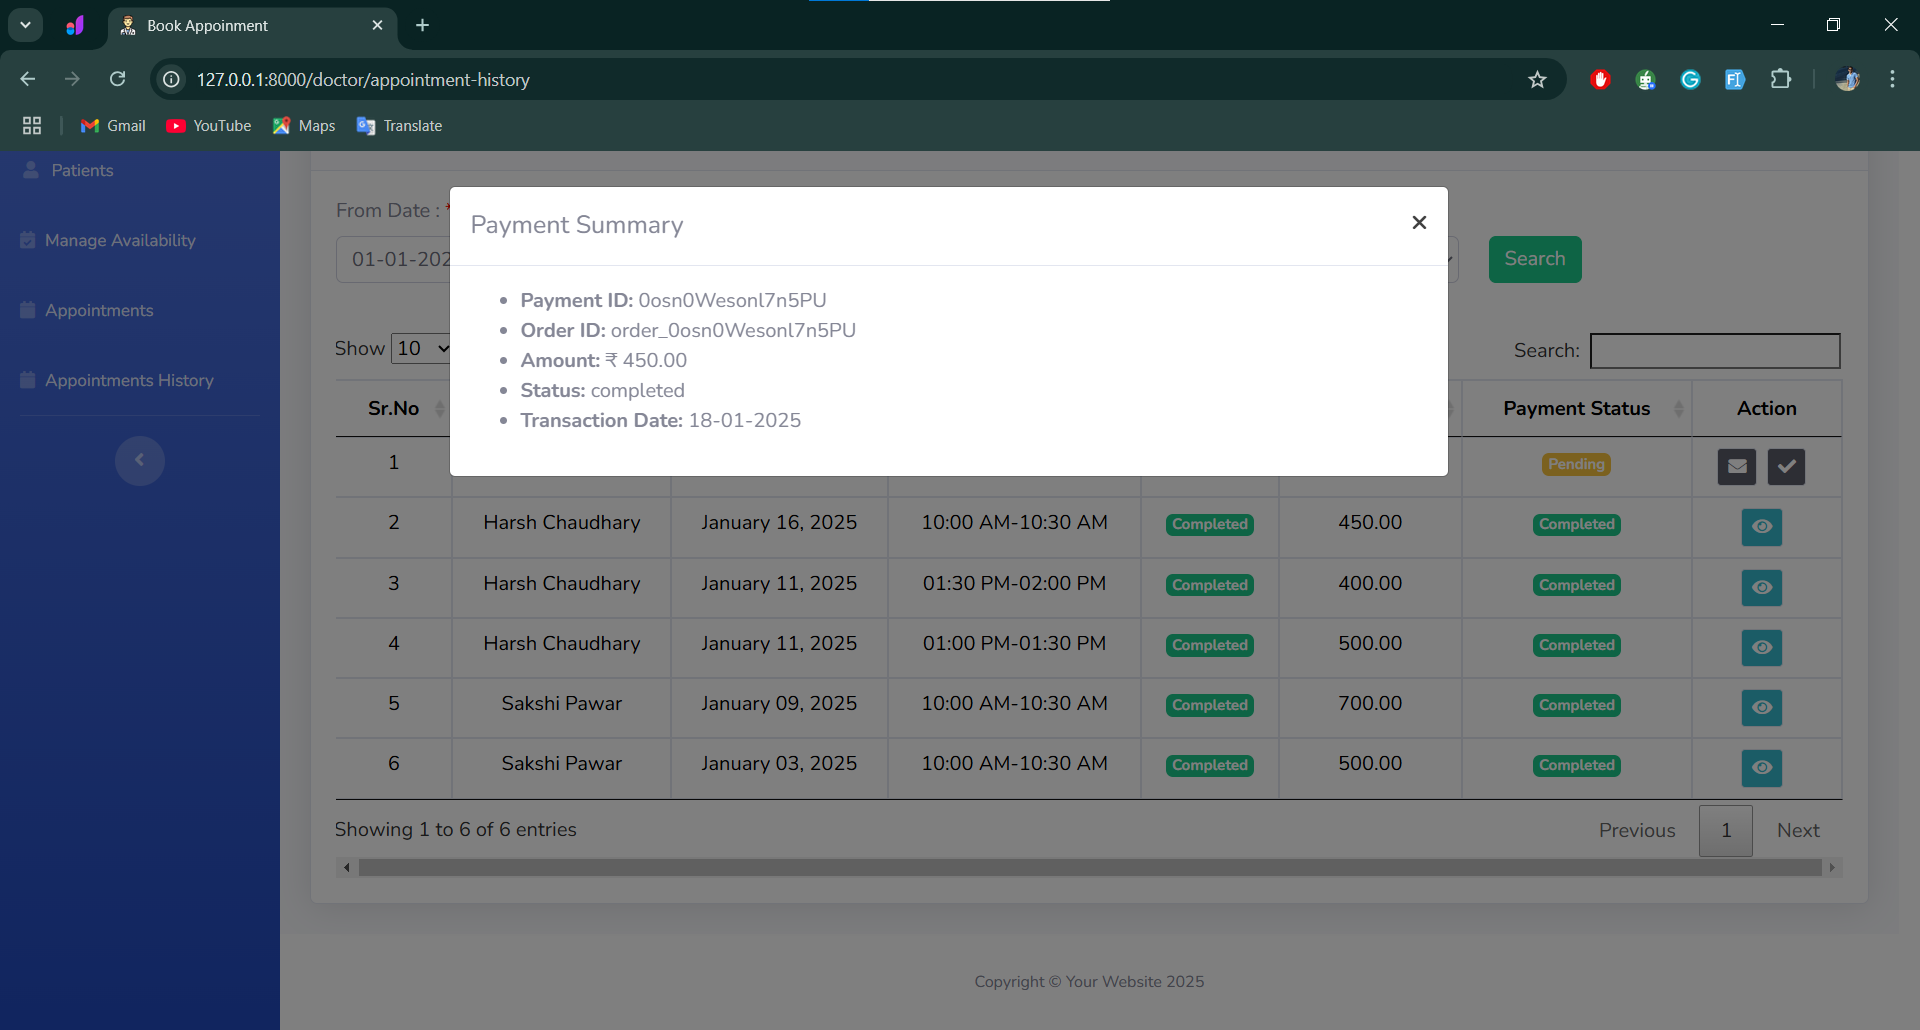 Book Appoinment
127.0.0.1:8000/doctor/appointment-history
Gmail YouTube Maps Translate
Patients
Manage Availability
Appointments
Appointments History
From Date : *
01-01-202
Search
Payment Summary
Payment ID: 0osn0Wesonl7n5PU
Order ID: order_0osn0Wesonl7n5PU
Amount: ₹ 450.00
Status: completed
Transaction Date: 18-01-2025
Show 10
Search:
Sr.No Payment Status Action
1 Pending
2 Harsh Chaudhary January 16, 2025 10:00 AM-10:30 AM Completed 450.00 Completed
3 Harsh Chaudhary January 11, 2025 01:30 PM-02:00 PM Completed 400.00 Completed
4 Harsh Chaudhary January 11, 2025 01:00 PM-01:30 PM Completed 500.00 Completed
5 Sakshi Pawar January 09, 2025 10:00 AM-10:30 AM Completed 700.00 Completed
6 Sakshi Pawar January 03, 2025 10:00 AM-10:30 AM Completed 500.00 Completed
Showing 1 to 6 of 6 entries
Previous 1 Next
Copyright © Your Website 2025